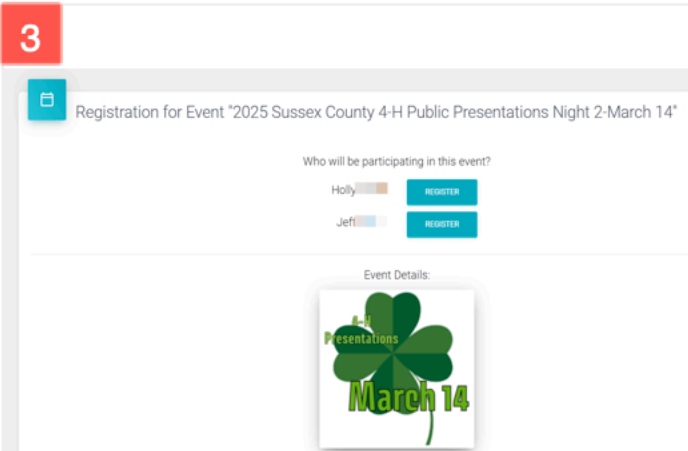 3
Registration for Event "2025 Sussex County 4-H Public Presentations Night 2-March 14"
Who will be participating in this event?
Holly REGISTER
Jeff REGISTER
Event Details:
4-H
Presentations
March 14